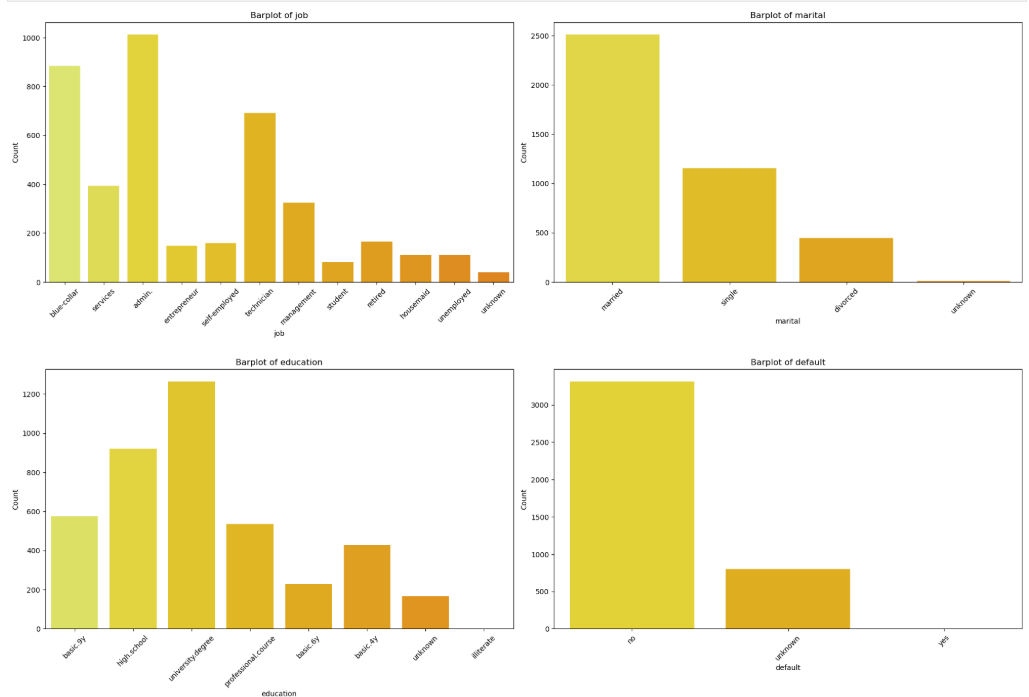 Barplot of job
Count
1000
800
600
400
200
0
blue-collar
services
admin.
entrepreneur
self-employed
technician
management
student
retired
housemaid
unemployed
unknown
job
Barplot of marital
Count
2500
2000
1500
1000
500
0
married
single
divorced
unknown
marital
Barplot of education
Count
1200
1000
800
600
400
200
0
basic.9y
high.school
university.degree
professional.course
basic.6y
basic.4y
unknown
illiterate
education
Barplot of default
Count
3000
2500
2000
1500
1000
500
0
no
unknown
yes
default